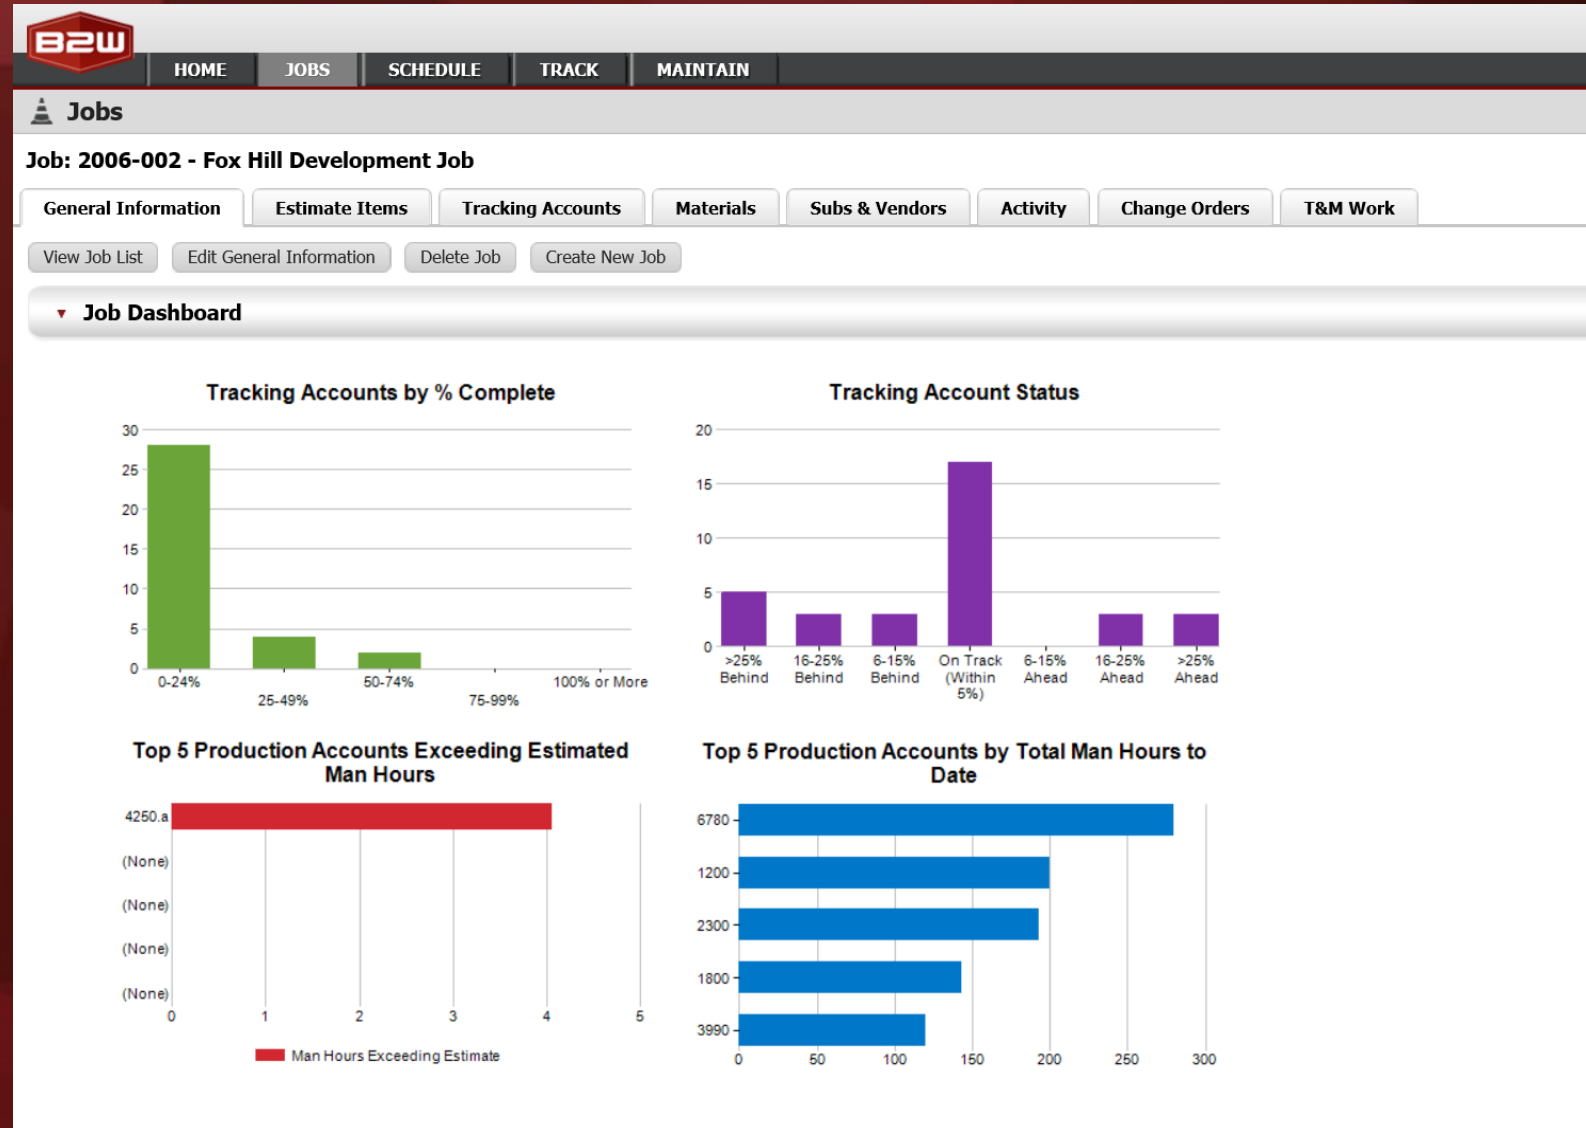 B2W
HOME JOBS SCHEDULE TRACK MAINTAIN
Jobs
Job: 2006-002 - Fox Hill Development Job
General Information Estimate Items Tracking Accounts Materials Subs & Vendors Activity Change Orders T&M Work
View Job List Edit General Information Delete Job Create New Job
Job Dashboard
Tracking Accounts by % Complete
30
25
20
15
10
5
0
0-24% 25-49% 50-74% 75-99% 100% or More
Tracking Account Status
20
15
10
5
0
>25% Behind 16-25% Behind 6-15% Behind On Track (Within 5%) 6-15% Ahead 16-25% Ahead >25% Ahead
Top 5 Production Accounts Exceeding Estimated
Man Hours
4250.a
(None)
(None)
(None)
(None)
0 1 2 3 4 5
Man Hours Exceeding Estimate
Top 5 Production Accounts by Total Man Hours to
Date
6780
1200
2300
1800
3990
0 50 100 150 200 250 300